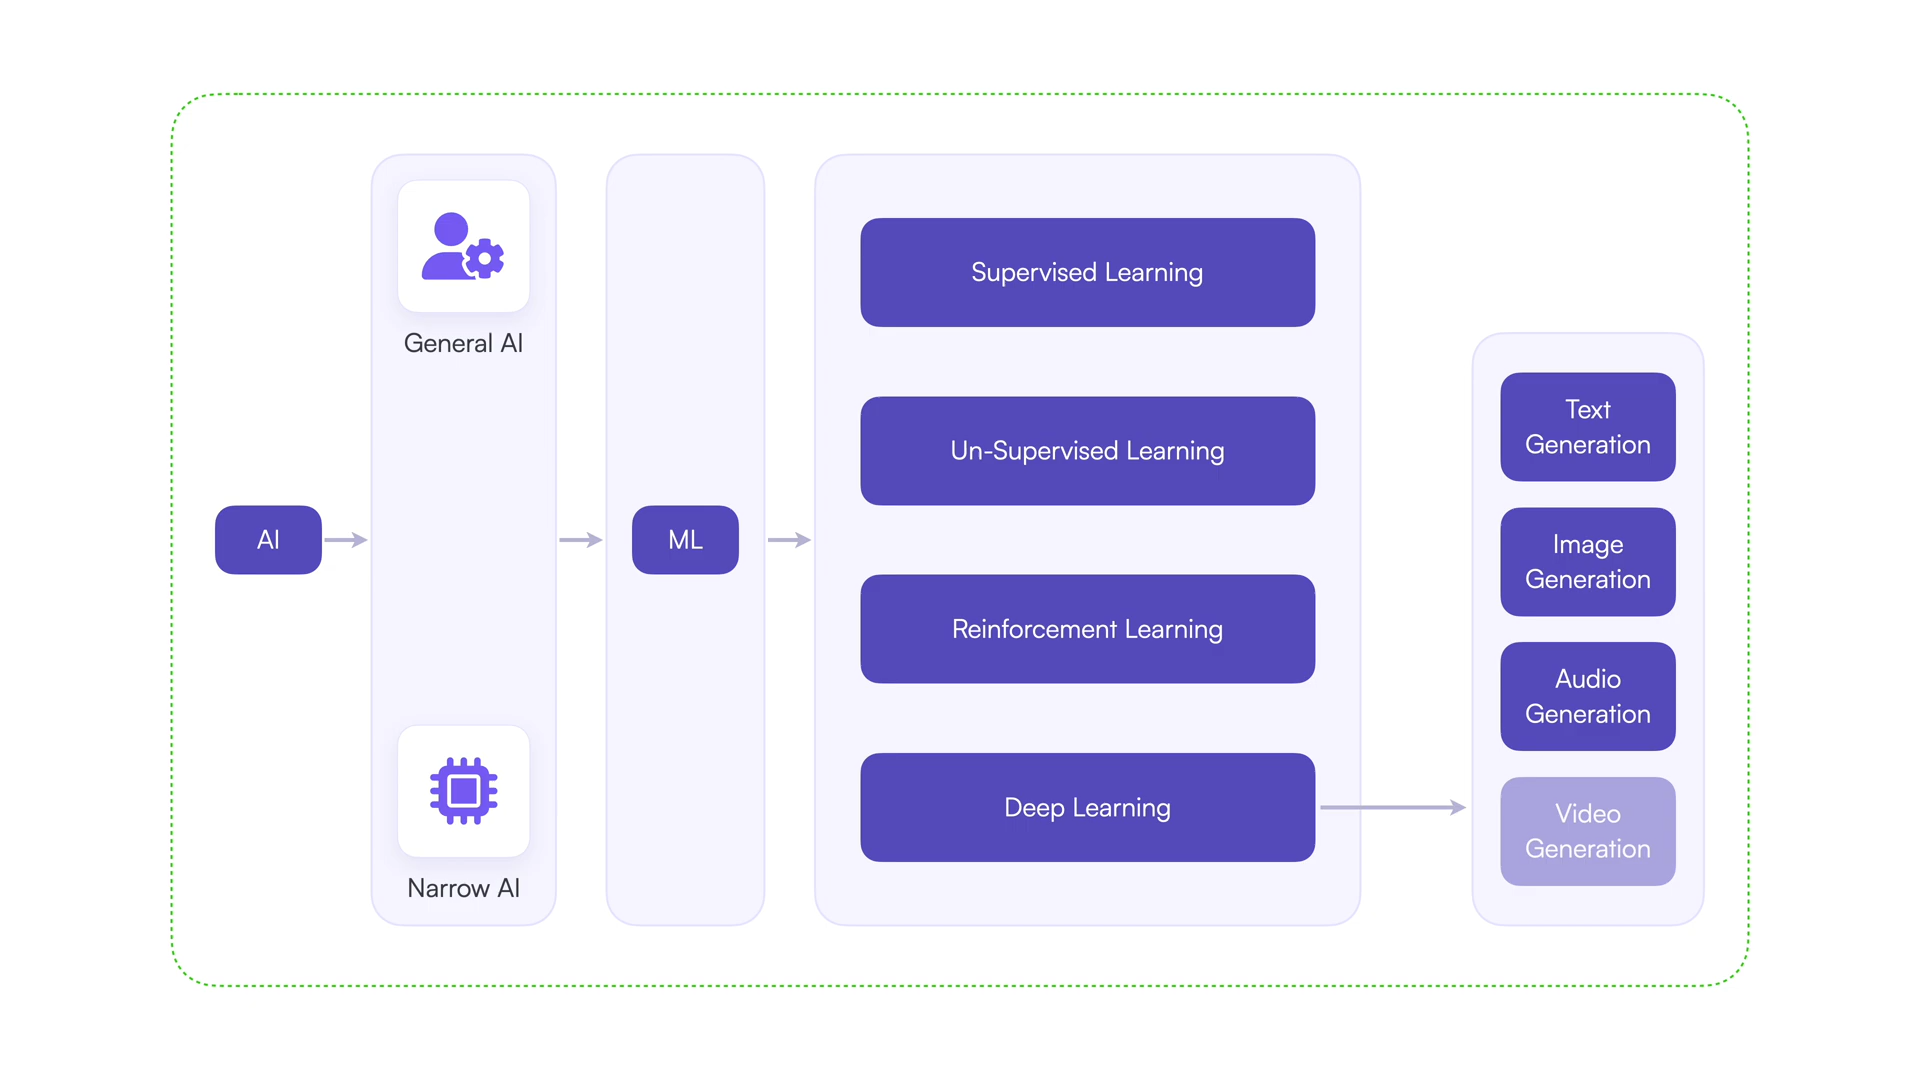 AI
General AI
Narrow AI
ML
Supervised Learning
Un-Supervised Learning
Reinforcement Learning
Deep Learning
Text
Generation
Image
Generation
Audio
Generation
Video
Generation